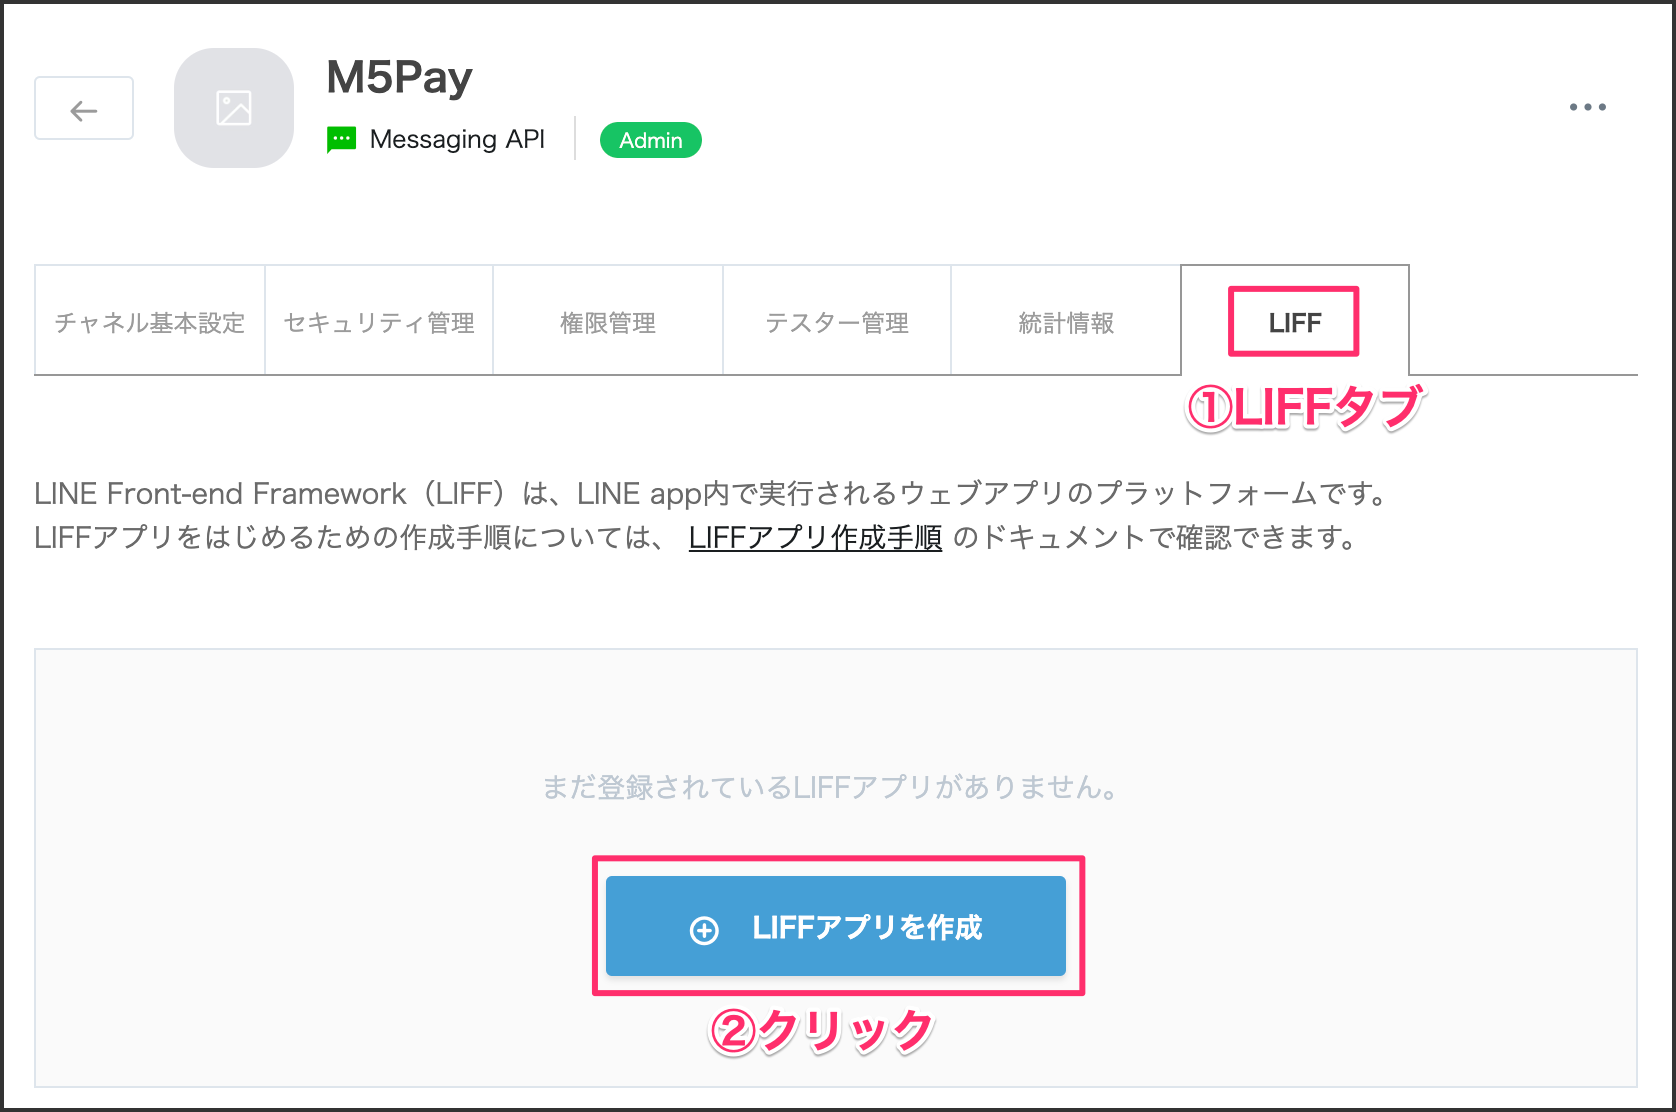 M5Pay
Messaging API
Admin
チャネル基本設定
セキュリティ管理
権限管理
テスター管理
統計情報
LIFF
①LIFFタブ
LINE Front-end Framework（LIFF）は、LINE app内で実行されるウェブアプリのプラットフォームです。
LIFFアプリをはじめるための作成手順については、 LIFFアプリ作成手順 のドキュメントで確認できます。
まだ登録されているLIFFアプリがありません。
LIFFアプリを作成
②クリック